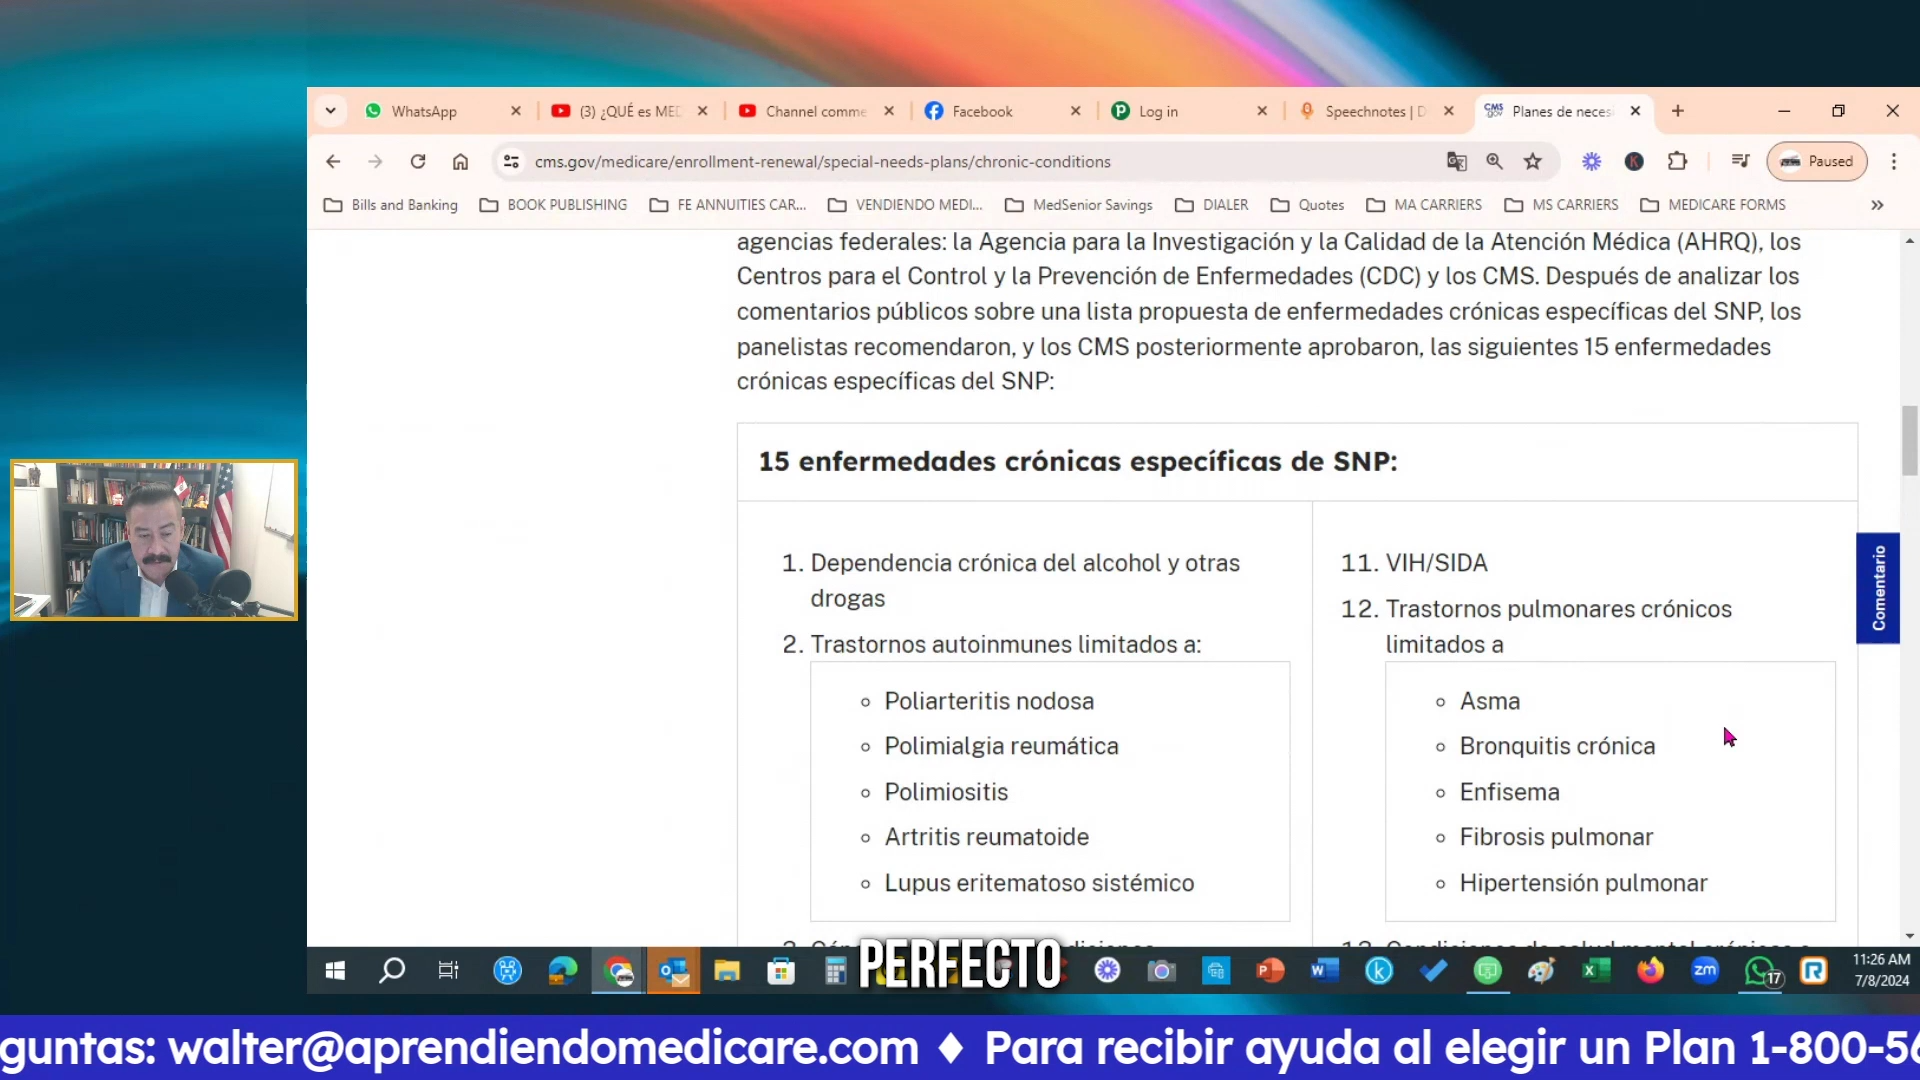 WhatsApp
(3) ¿QUÉ es MED
Channel comme
Facebook
Log in
Speechnotes | D
CMS.gov
Planes de neces
cms.gov/medicare/enrollment-renewal/special-needs-plans/chronic-conditions
Paused
Bills and Banking
BOOK PUBLISHING
FE ANNUITIES CAR...
VENDIENDO MEDI...
MedSenior Savings
DIALER
Quotes
MA CARRIERS
MS CARRIERS
MEDICARE FORMS
agencias federales: la Agencia para la Investigación y la Calidad de la Atención Médica (AHRQ), los
Centros para el Control y la Prevención de Enfermedades (CDC) y los CMS. Después de analizar los
comentarios públicos sobre una lista propuesta de enfermedades crónicas específicas del SNP, los
panelistas recomendaron, y los CMS posteriormente aprobaron, las siguientes 15 enfermedades
crónicas específicas del SNP:
15 enfermedades crónicas específicas de SNP:
1. Dependencia crónica del alcohol y otras
drogas
2. Trastornos autoinmunes limitados a:
Poliarteritis nodosa
Polimialgia reumática
Polimiositis
Artritis reumatoide
Lupus eritematoso sistémico
11. VIH/SIDA
12. Trastornos pulmonares crónicos
limitados a
Asma
Bronquitis crónica
Enfisema
Fibrosis pulmonar
Hipertensión pulmonar
Comentario
PERFECTO
17
11:26 AM
7/8/2024
guntas: walter@aprendiendomedicare.com ♦ Para recibir ayuda al elegir un Plan 1-800-56